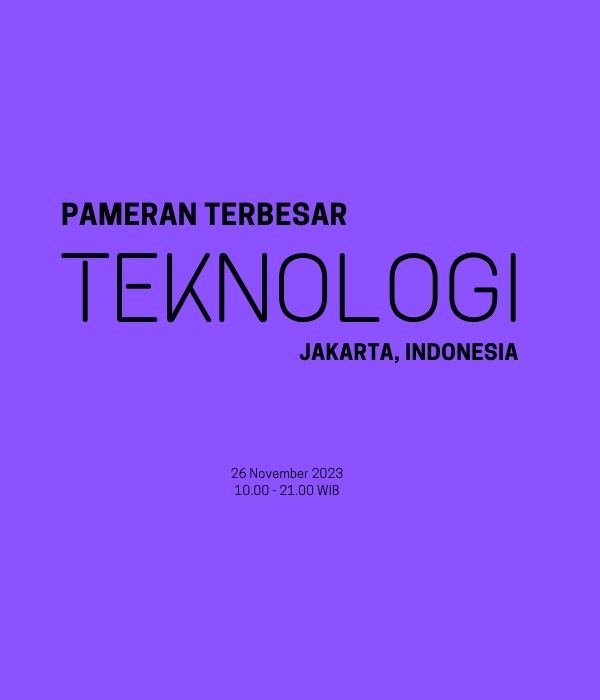 PAMERAN TERBESAR
TEKNOLOGI
JAKARTA, INDONESIA
26 November 2023
10.00 - 21.00 WIB